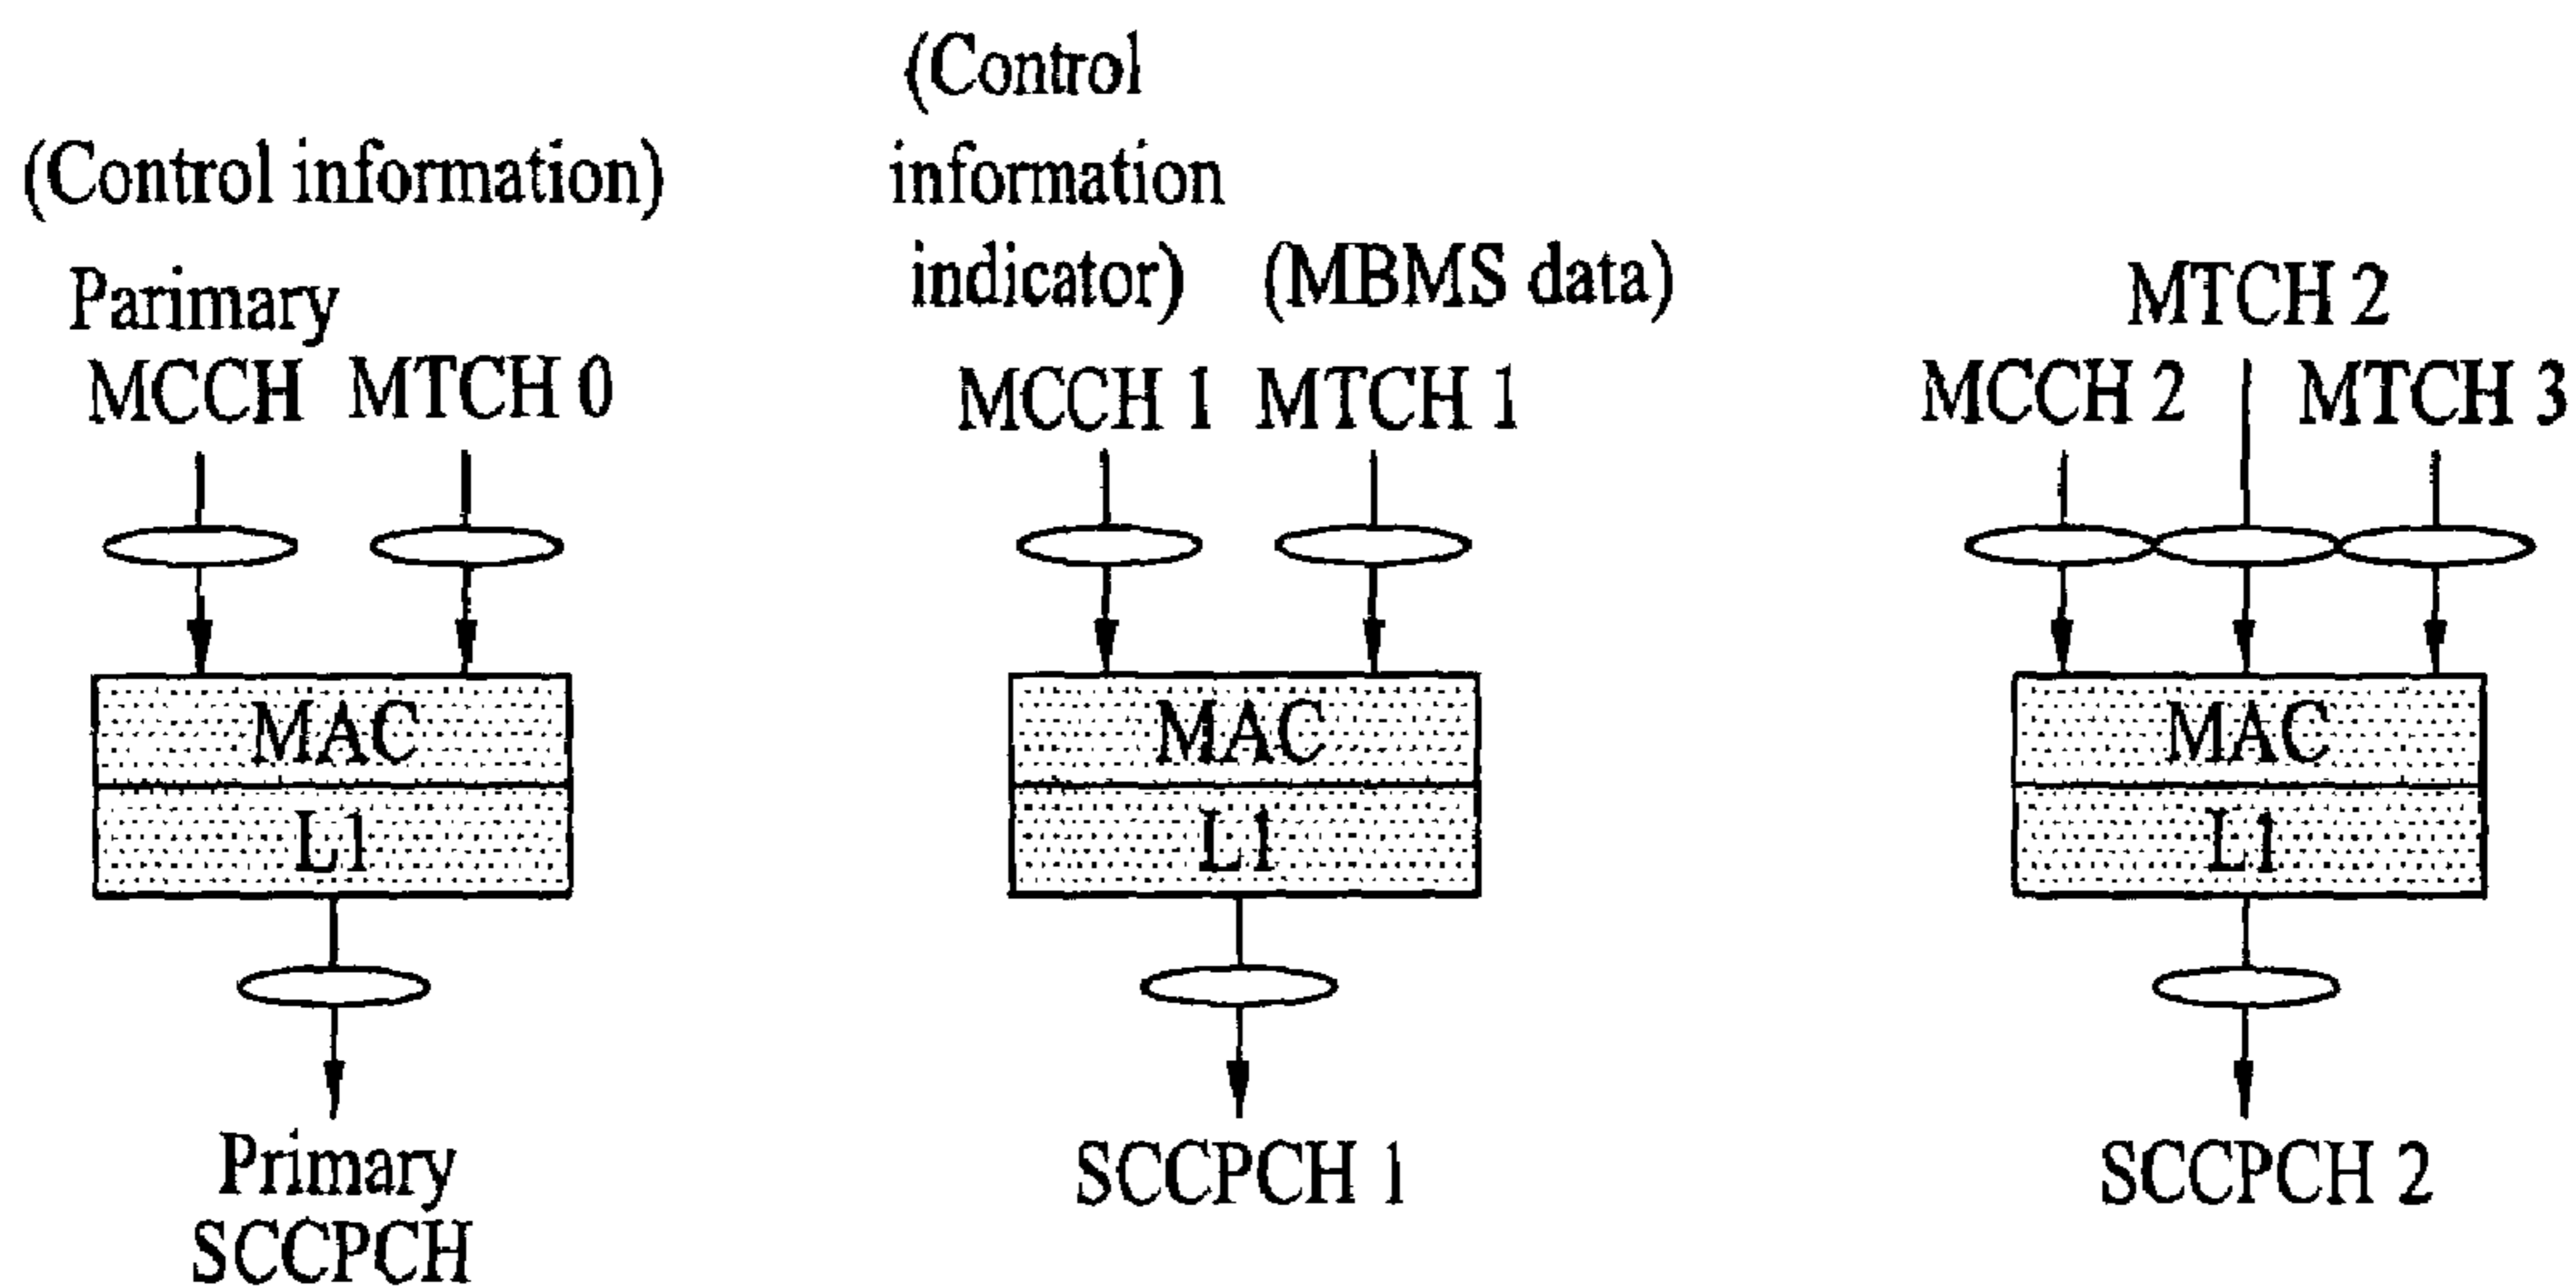 (Control information)
Parimary
MCCH MTCH 0
MAC
L1
Primary
SCCPCH
(Control
information
indicator) (MBMS data)
MCCH 1 MTCH 1
MAC
L1
SCCPCH 1
MTCH 2
MCCH 2 MTCH 3
MAC
L1
SCCPCH 2